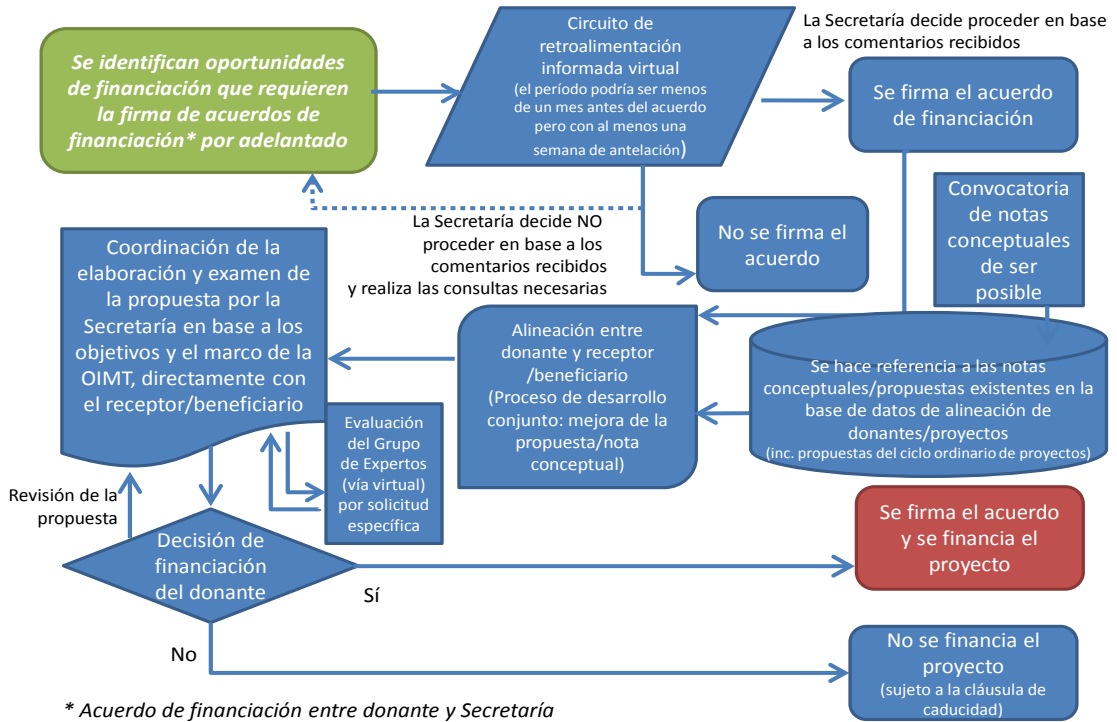 Se identifican oportunidades
de financiación que requieren
la firma de acuerdos de
financiación* por adelantado
Circuito de
retroalimentación
informada virtual
(el período podría ser menos
de un mes antes del acuerdo
pero con al menos una
semana de antelación)
La Secretaría decide proceder en base
a los comentarios recibidos
Se firma el acuerdo
de financiación
La Secretaría decide NO
proceder en base a los
comentarios recibidos
y realiza las consultas necesarias
No se firma el
acuerdo
Convocatoria
de notas
conceptuales
de ser
posible
Coordinación de la
elaboración y examen de
la propuesta por la
Secretaría en base a los
objetivos y el marco de la
OIMT, directamente con
el receptor/beneficiario
Alineación entre
donante y receptor
/beneficiario
(Proceso de desarrollo
conjunto: mejora de la
propuesta/nota
conceptual)
Se hace referencia a las notas
conceptuales/propuestas existentes en la
base de datos de alineación de
donantes/proyectos
(inc. propuestas del ciclo ordinario de proyectos)
Evaluación
del Grupo
de Expertos
(vía virtual)
por solicitud
específica
Revisión de la
propuesta
Decisión de
financiación
del donante
Sí
Se firma el acuerdo
y se financia el
proyecto
No
No se financia el
proyecto
(sujeto a la cláusula de
caducidad)
* Acuerdo de financiación entre donante y Secretaría